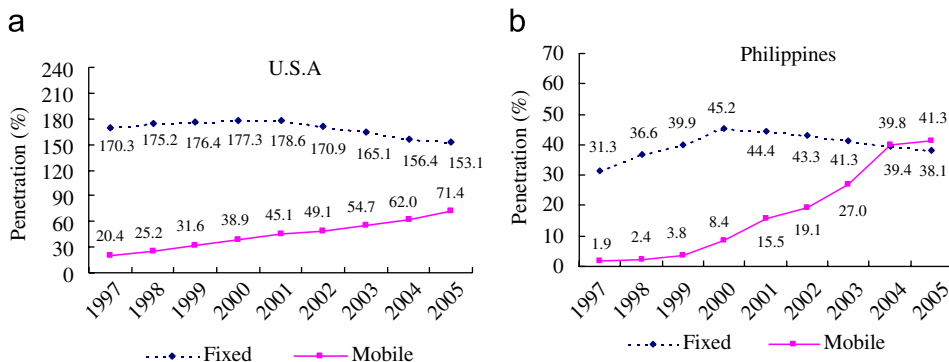 a
U.S.A
Penetration (%)
240
210
180
150
120
90
60
30
0
170.3 175.2 176.4 177.3 178.6 170.9 165.1 156.4 153.1
20.4 25.2 31.6 38.9 45.1 49.1 54.7 62.0 71.4
1997 1998 1999 2000 2001 2002 2003 2004 2005
Fixed Mobile
b
Philippines
Penetration (%)
70
60
50
40
30
20
10
0
31.3 36.6 39.9 45.2 44.4 43.3 41.3 39.4 38.1
1.9 2.4 3.8 8.4 15.5 19.1 27.0 39.8 41.3
1997 1998 1999 2000 2001 2002 2003 2004 2005
Fixed Mobile